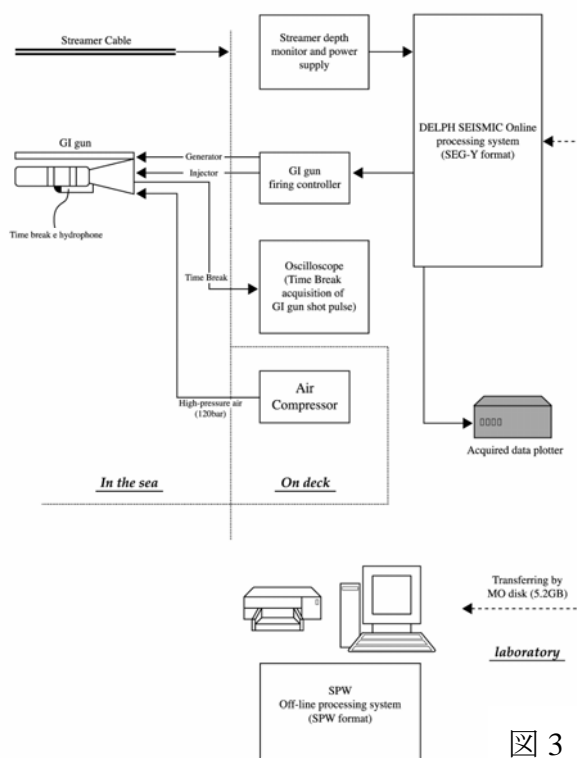 Streamer Cable
Streamer depth
monitor and power
supply
DELPH SEISMIC Online
processing system
(SEG-Y format)
GI gun
Generator
Injector
GI gun
firing controller
Time break e hydrophone
Time Break
Oscilloscope
(Time Break
acquisition of
GI gun shot pulse)
High-pressure air
(120bar)
Air
Compressor
Acquired data plotter
In the sea
On deck
Transferring by
MO disk (5.2GB)
laboratory
SPW
Off-line processing system
(SPW format)
図 3